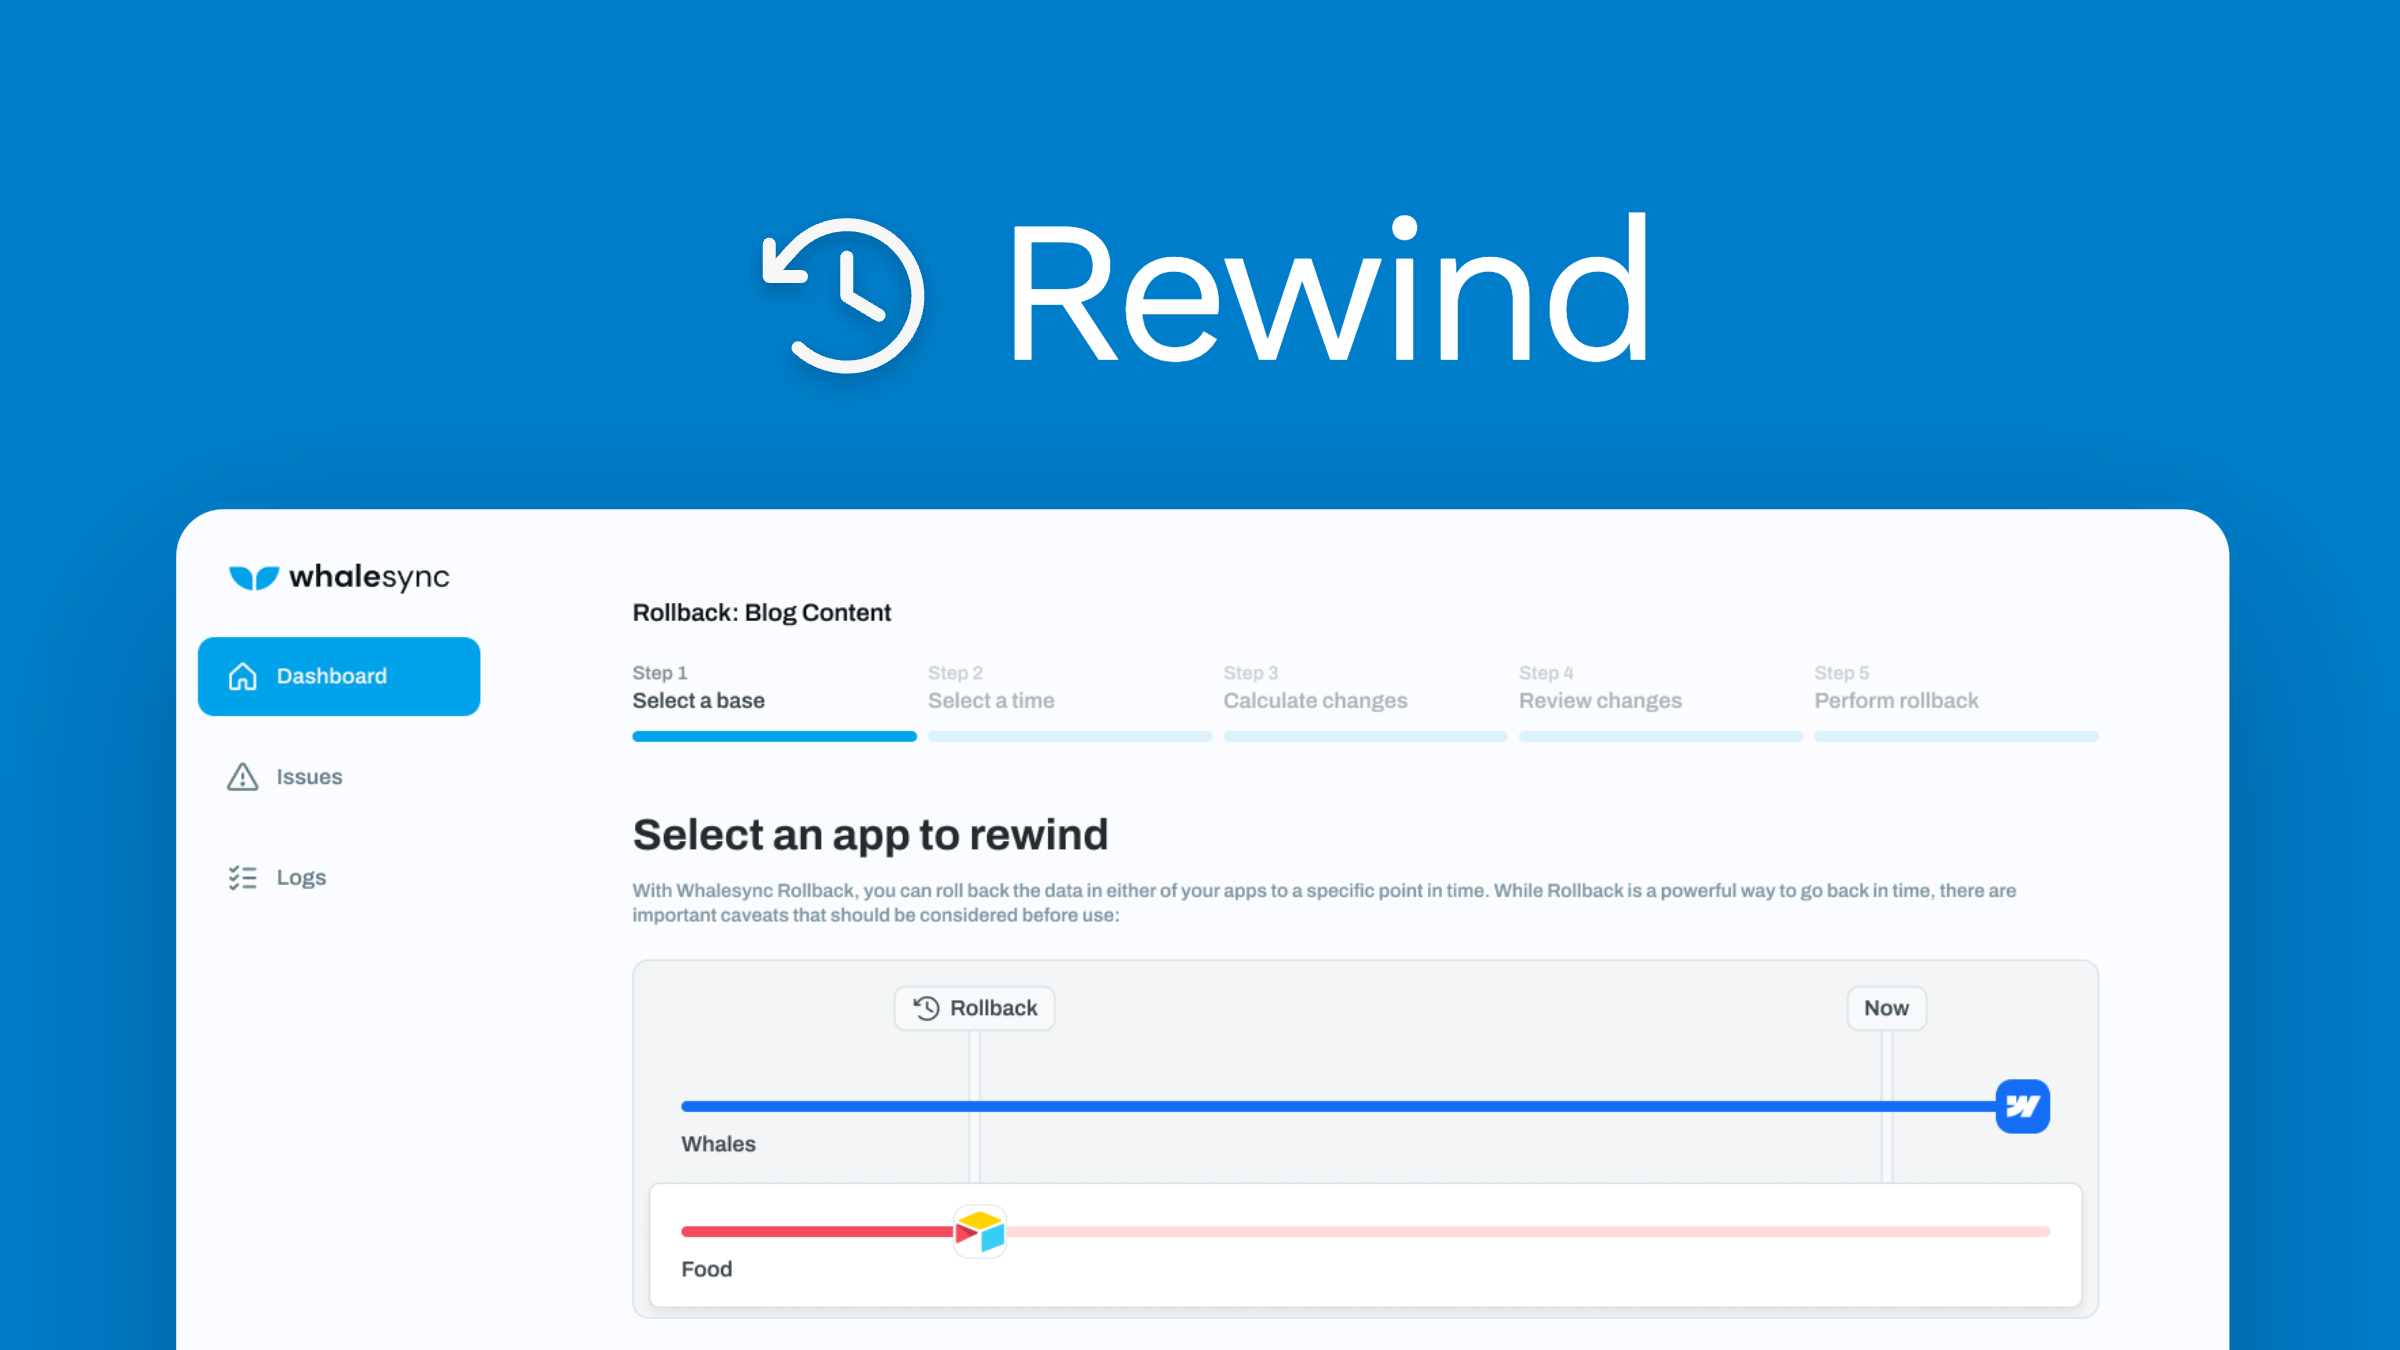 Rewind
whalesync
Dashboard
Issues
Logs
Rollback: Blog Content
Step 1
Select a base
Step 2
Select a time
Step 3
Calculate changes
Step 4
Review changes
Step 5
Perform rollback
Select an app to rewind
With Whalesync Rollback, you can roll back the data in either of your apps to a specific point in time. While Rollback is a powerful way to go back in time, there are
important caveats that should be considered before use:
Rollback
Now
Whales
Food